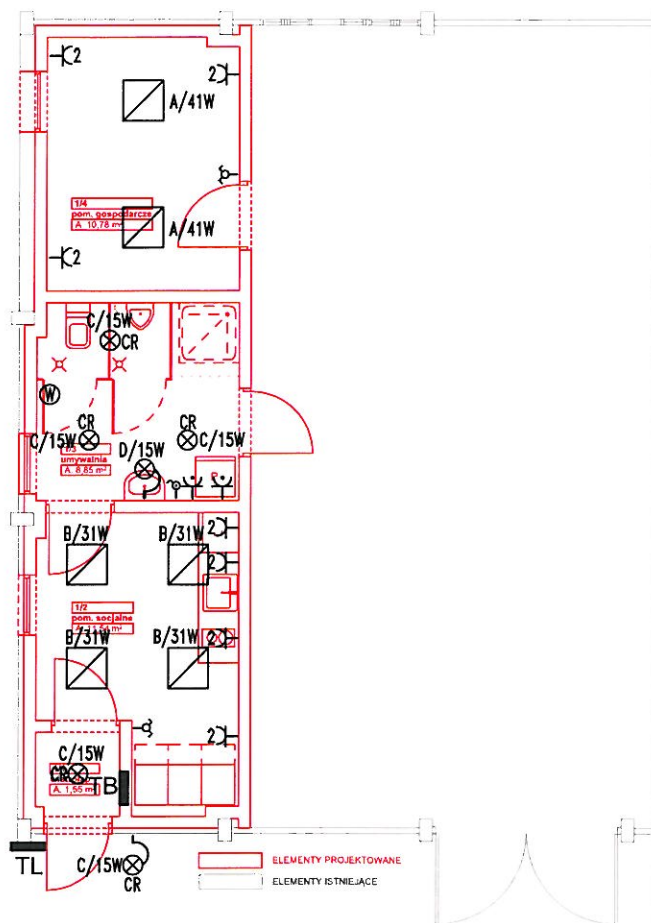 2
2
A/41W
1/4
pom. gospodarcze
A. 10,78 m²
A/41W
2
C/15W
CR
W
CR
CR
C/15W
C/15W
D/15W
1/3
umywalnia
A. 8,85 m²
2
B/31W
B/31W
2
1/2
pom. socjalne
B/31W
B/31W
2
2
C/15W
CR
TB
A. 1,55 m²
TL
C/15W
CR
ELEMENTY PROJEKTOWANE
ELEMENTY ISTNIEJĄCE